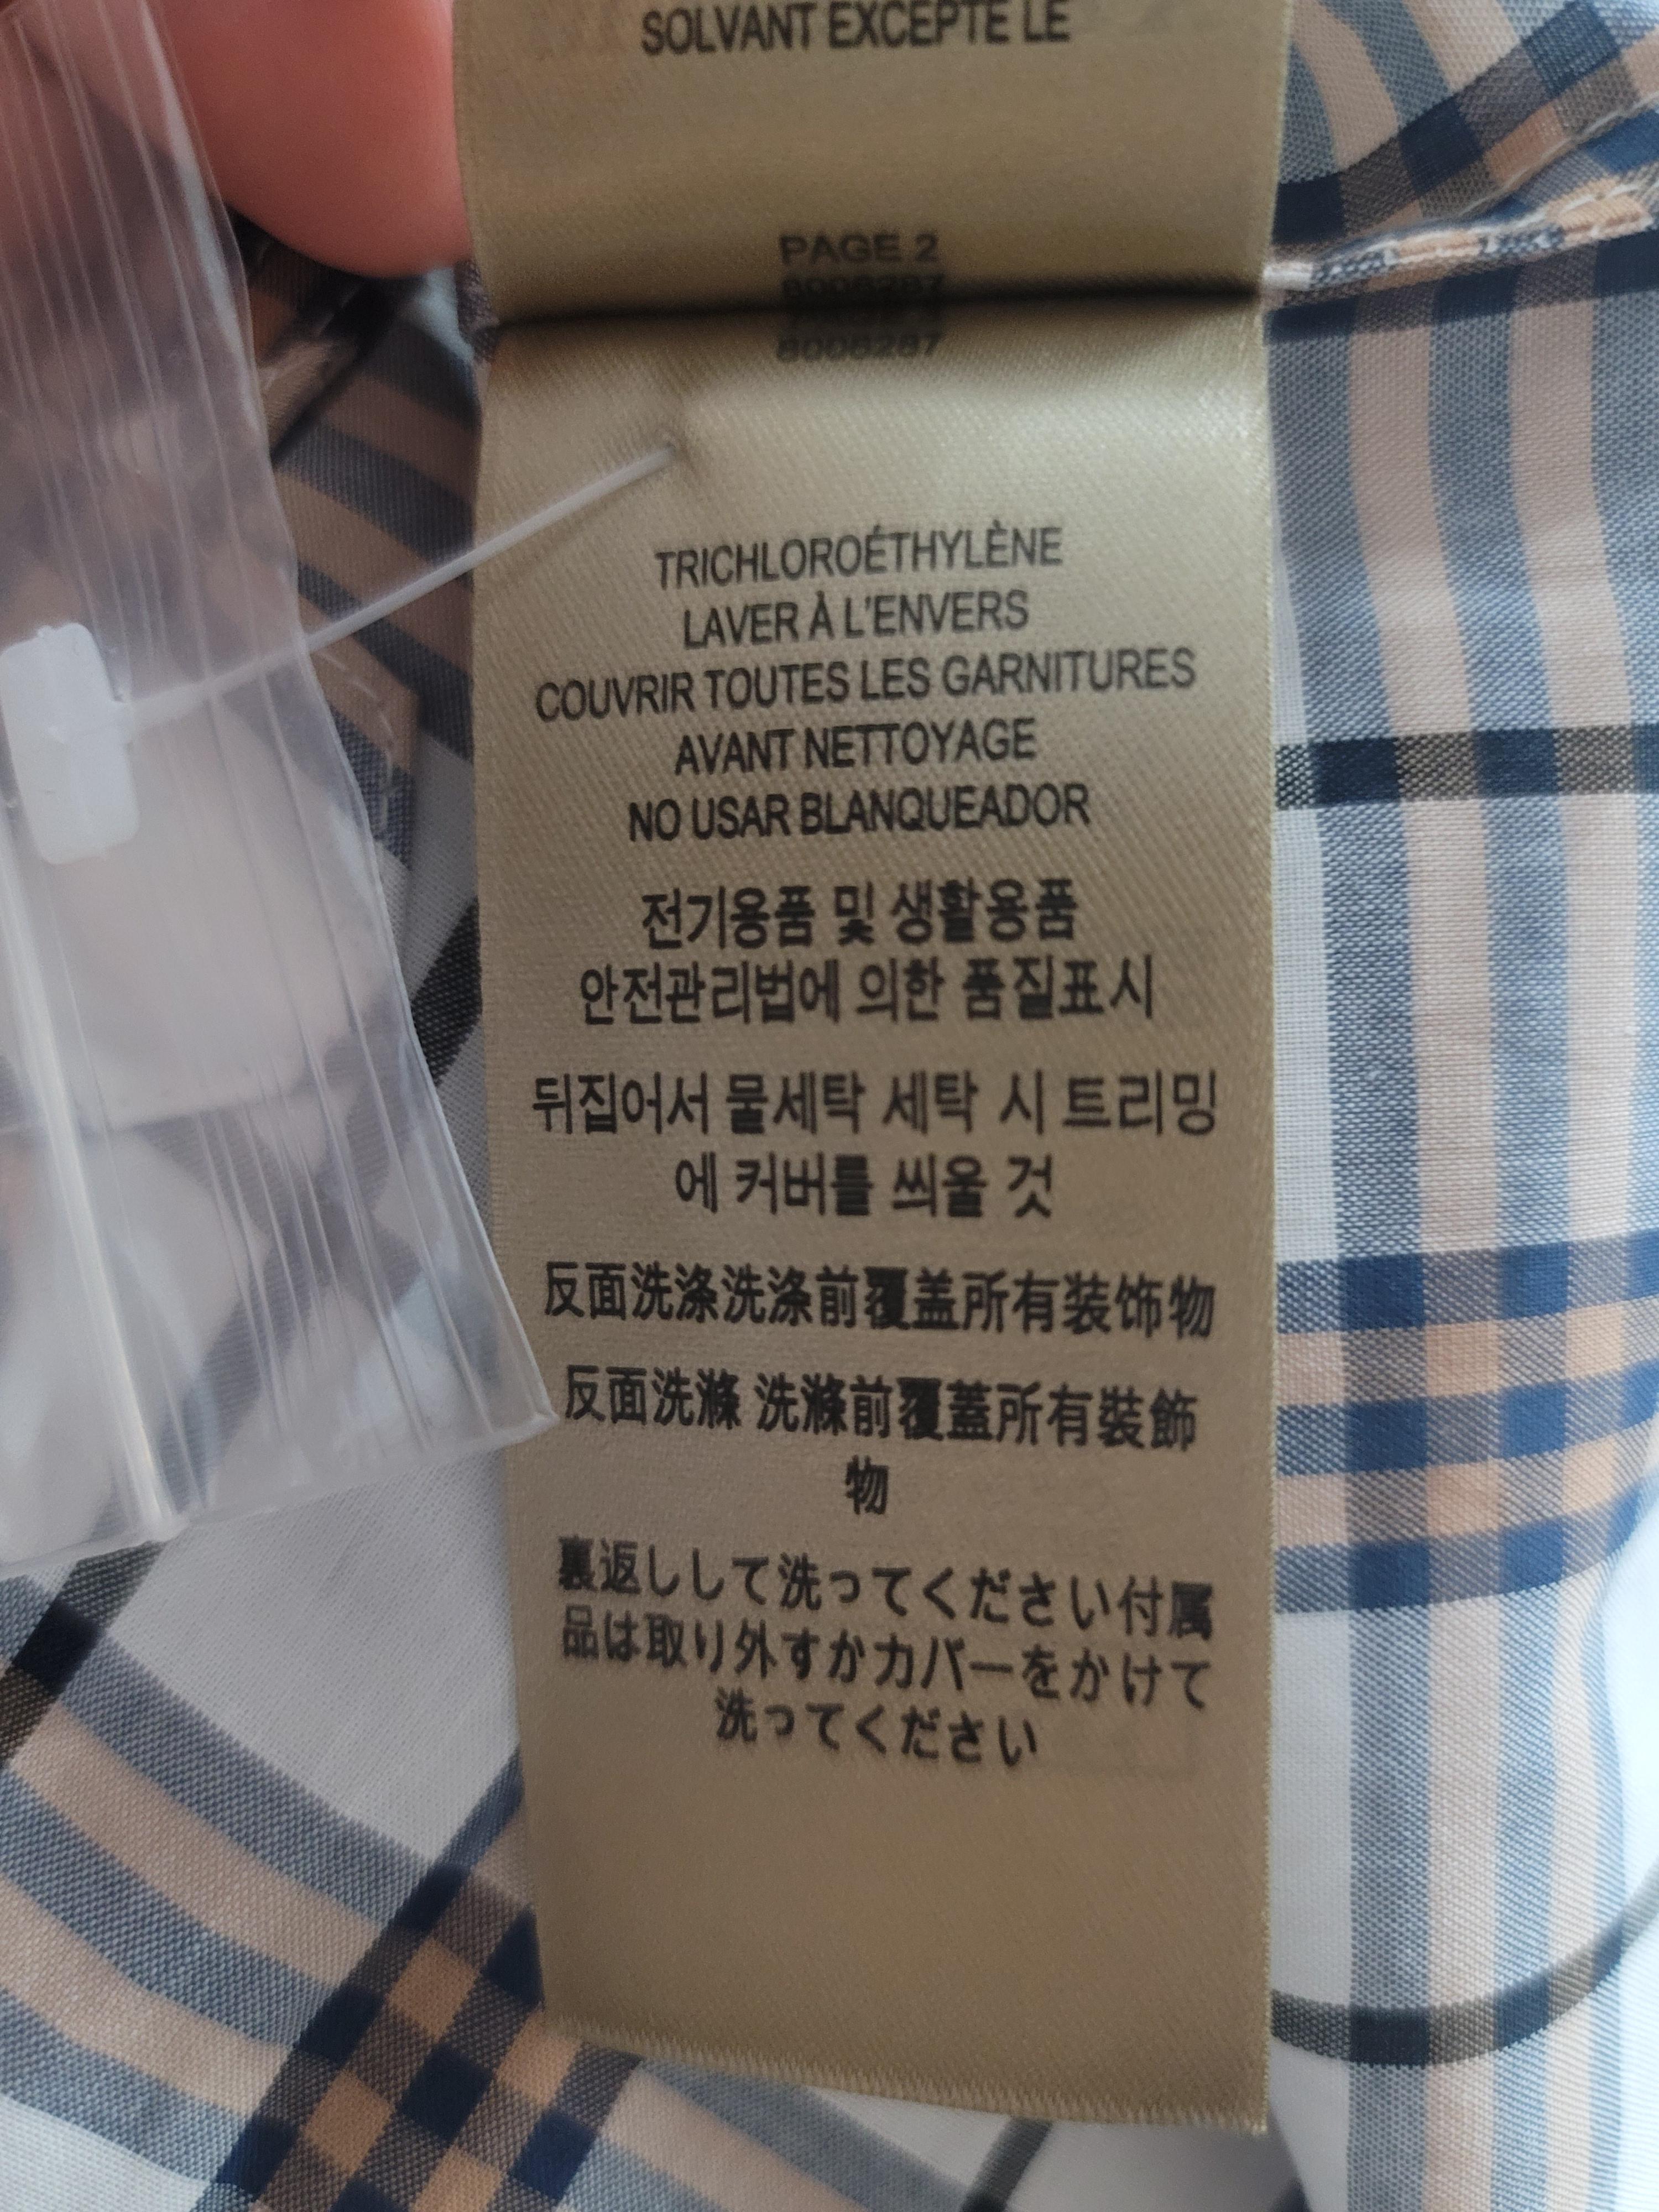 SOLVANT EXCEPTÉ LE
PAGE 2
8006287
8006287
TRICHLOROÉTHYLÈNE
LAVER À L'ENVERS
COUVRIR TOUTES LES GARNITURES
AVANT NETTOYAGE
NO USAR BLANQUEADOR
전기용품 및 생활용품
안전관리법에 의한 품질표시
뒤집어서 물세탁 세탁 시 트리밍
에 커버를 씌울 것
反面洗涤洗涤前覆盖所有装饰物
反面洗滌 洗滌前覆蓋所有裝飾
物
裏返しして洗ってください付属
品は取り外すかカバーをかけて
洗ってください